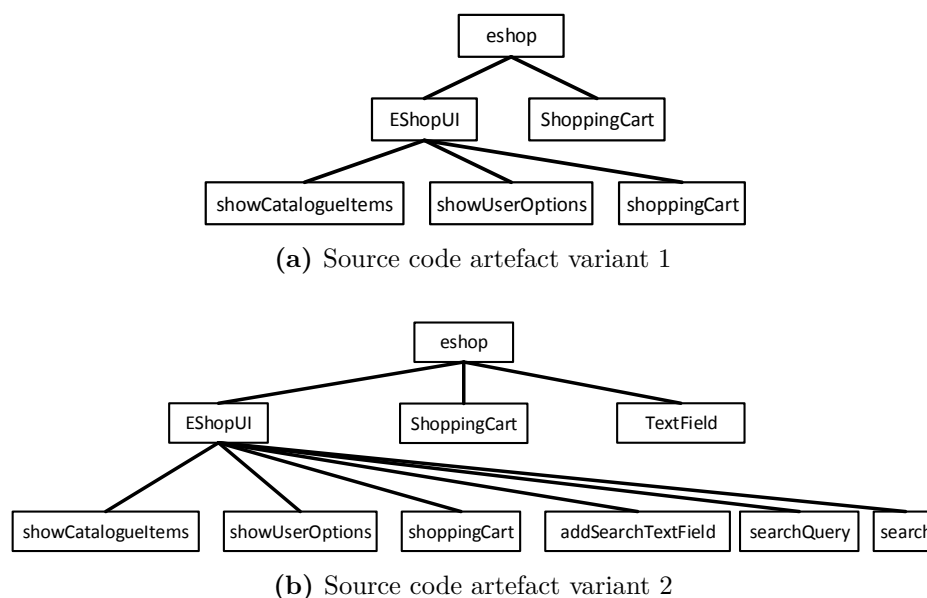 eshop
EShopUI ShoppingCart
showCatalogueItems showUserOptions shoppingCart
(a) Source code artefact variant 1
eshop
EShopUI ShoppingCart TextField
showCatalogueItems showUserOptions shoppingCart addSearchTextField searchQuery search
(b) Source code artefact variant 2